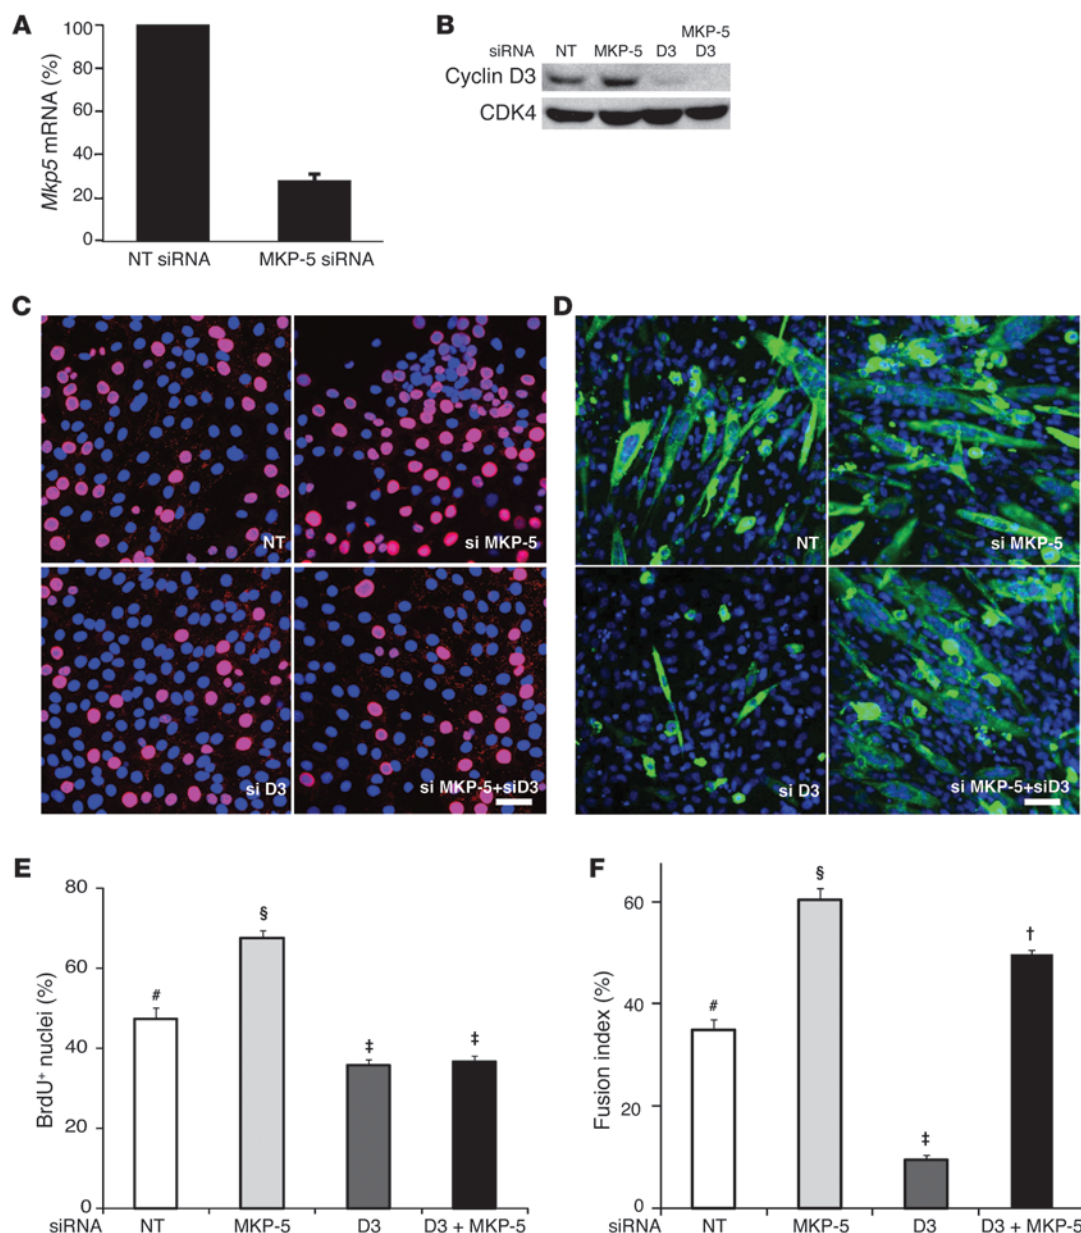 A
Mkp5 mRNA (%)
100
80
60
40
20
0
NT siRNA
MKP-5 siRNA
B
MKP-5
siRNA NT MKP-5 D3 D3
Cyclin D3
CDK4
C
NT
si MKP-5
si D3
si MKP-5+siD3
D
NT
si MKP-5
si D3
si MKP-5+siD3
E
BrdU⁺ nuclei (%)
80
60
40
20
0
#
§
‡
‡
siRNA NT MKP-5 D3 D3 + MKP-5
F
Fusion index (%)
60
40
20
0
#
§
‡
†
siRNA NT MKP-5 D3 D3 + MKP-5